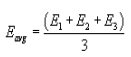 E_avg = (E_1 + E_2 + E_3) / 3